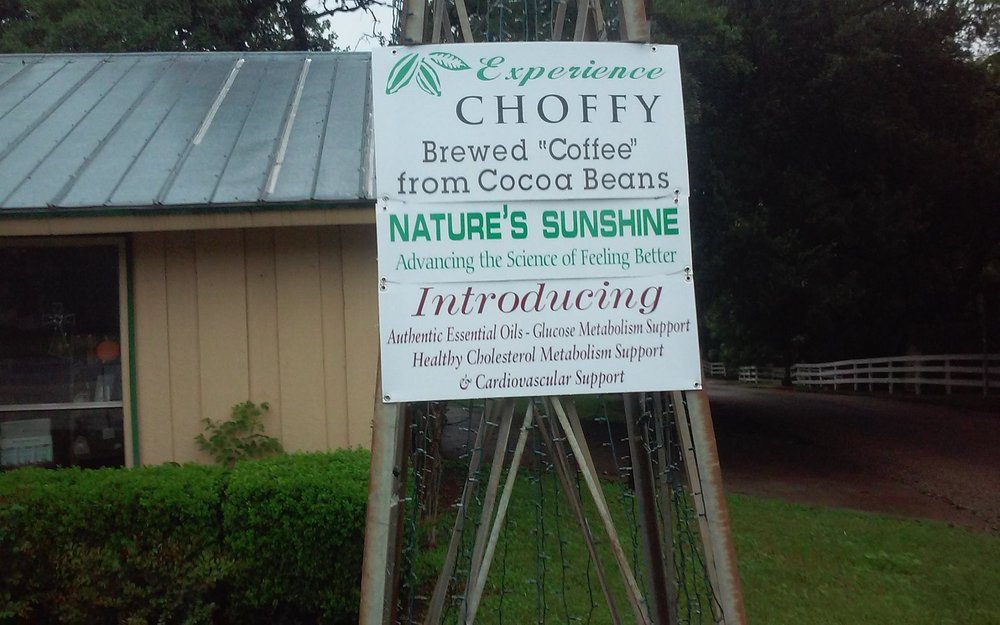 Experience
CHOFFY
Brewed "Coffee"
from Cocoa Beans
NATURE'S SUNSHINE
Advancing the Science of Feeling Better
Introducing
Authentic Essential Oils - Glucose Metabolism Support
Healthy Cholesterol Metabolism Support
& Cardiovascular Support